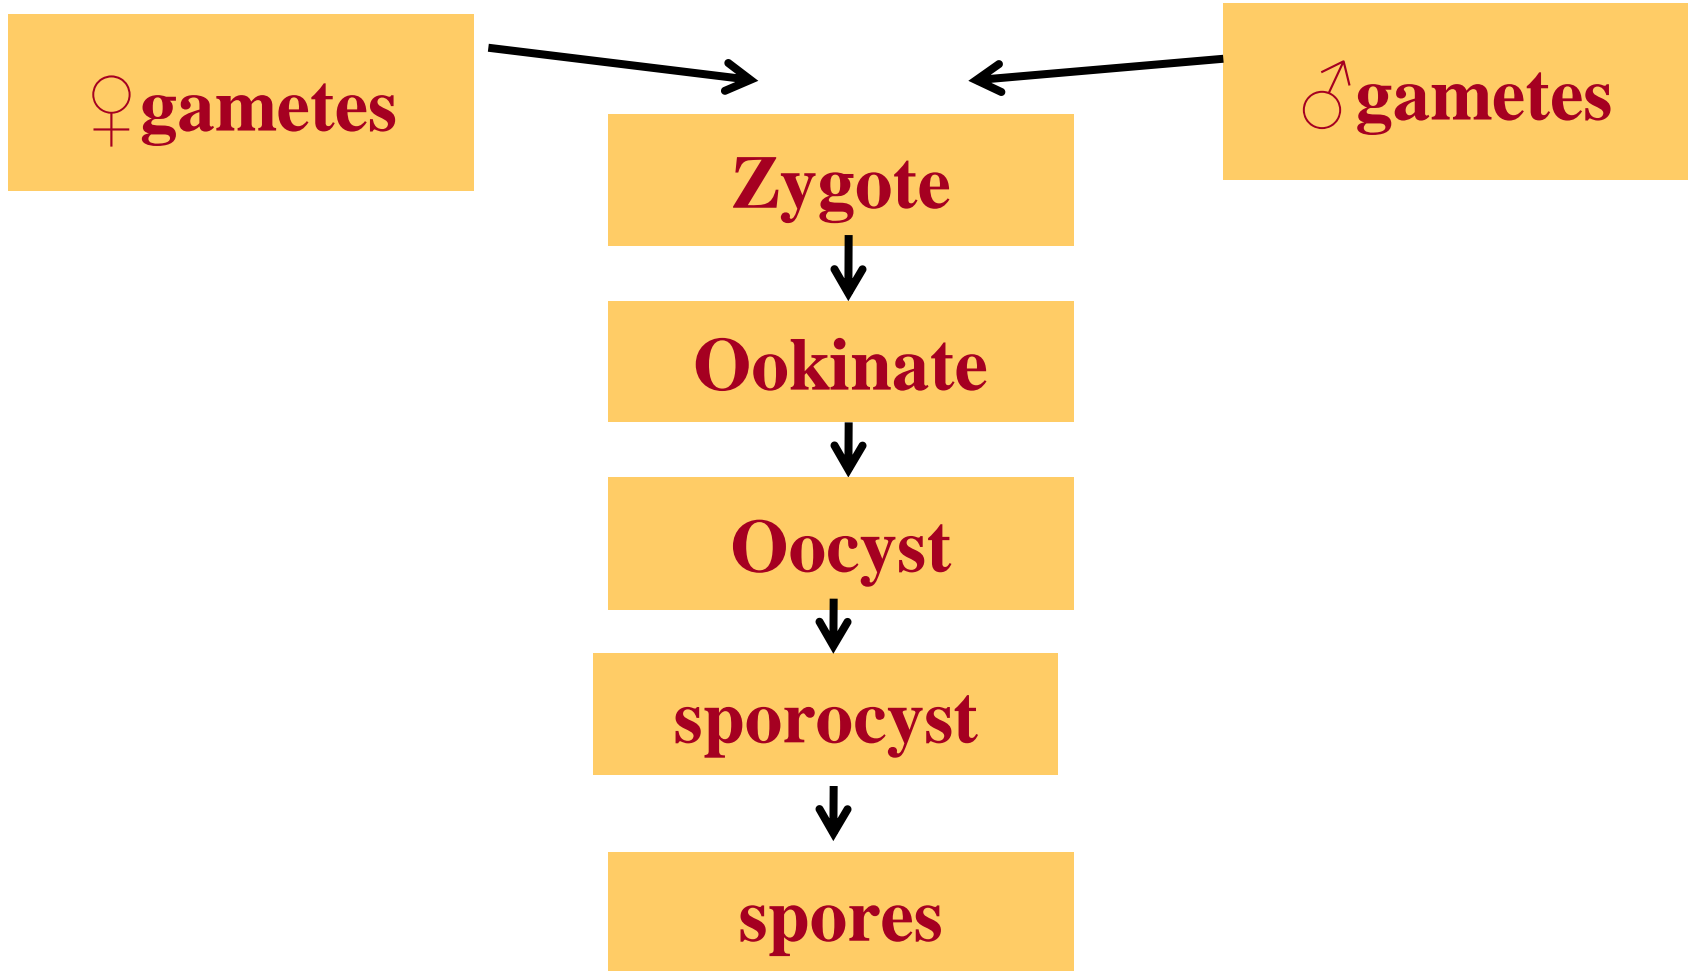 ♀gametes
♂gametes
Zygote
Ookinate
Oocyst
sporocyst
spores